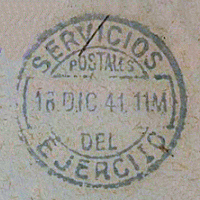 SERVICIOS
POSTALES
18.DIC 41.11M
DEL
EJERCITO